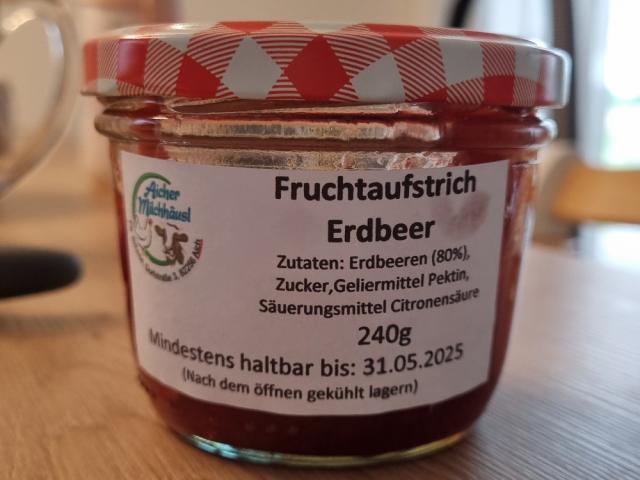 Aicher
Milchhäusl
Fruchtaufstrich
Erdbeer
Zutaten: Erdbeeren (80%),
Zucker,Geliermittel Pektin,
Säuerungsmittel Citronensäure
240g
Mindestens haltbar bis: 31.05.2025
(Nach dem öffnen gekühlt lagern)